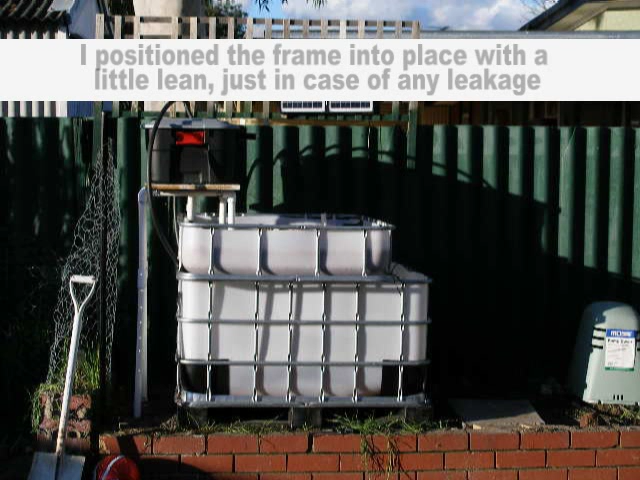 I positioned the frame into place with a
little lean, just in case of any leakage